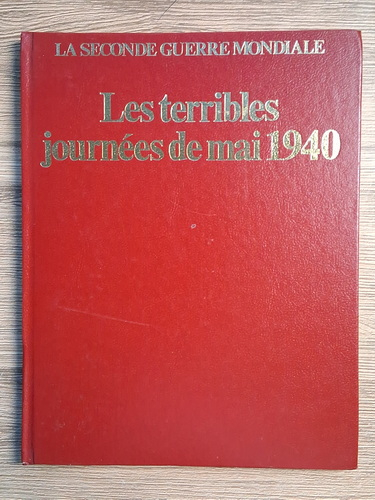 LA SECONDE GUERRE MONDIALE
Les terribles
journées de mai 1940